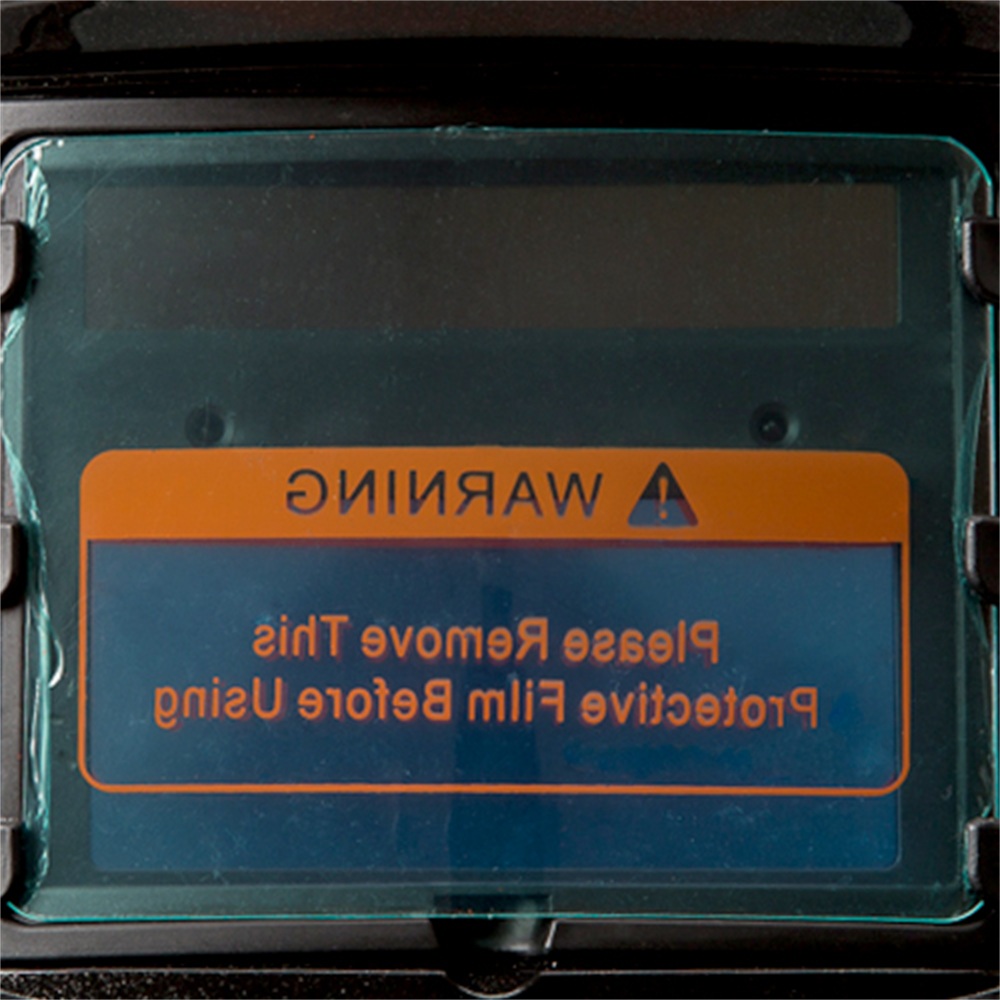 WARNING
Please Remove This
Protective Film Before Using